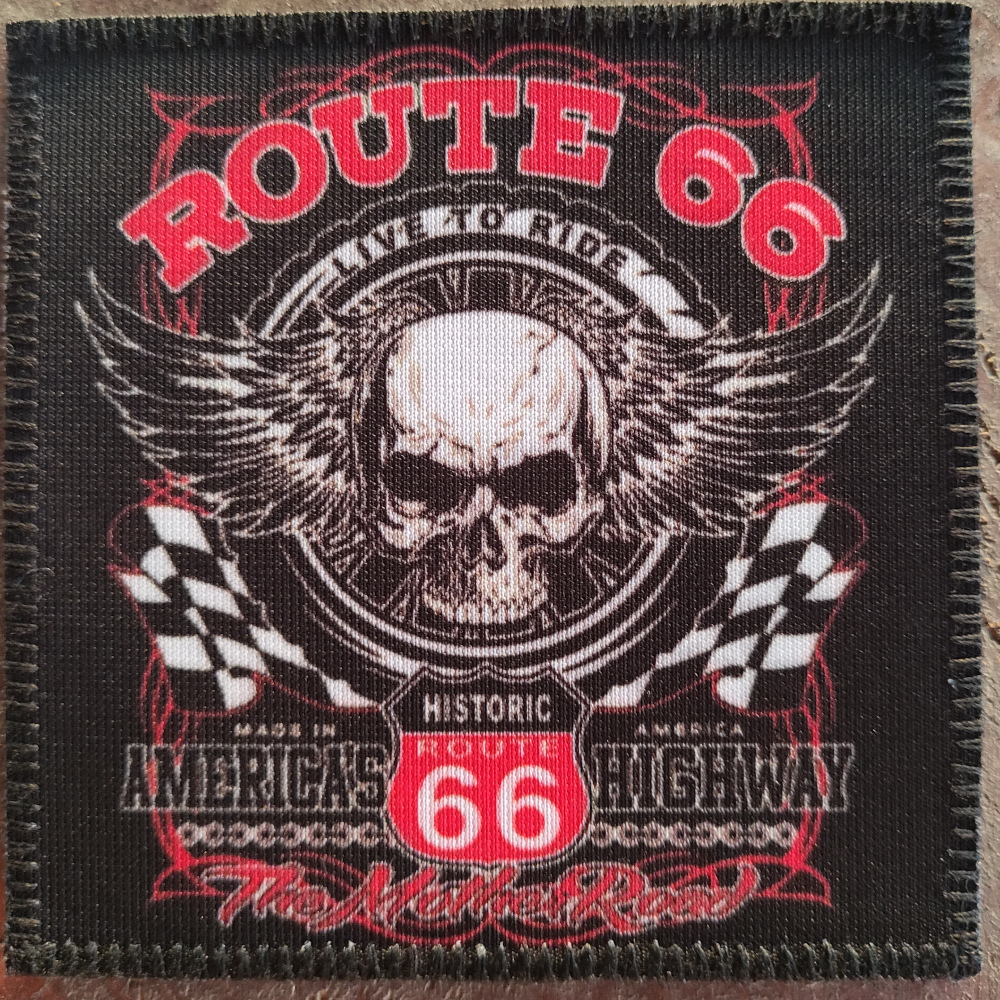 ROUTE 66
LIVE TO RIDE
HISTORIC
ROUTE
66
MADE IN AMERICA
AMERICA'S HIGHWAY
The Mother Road